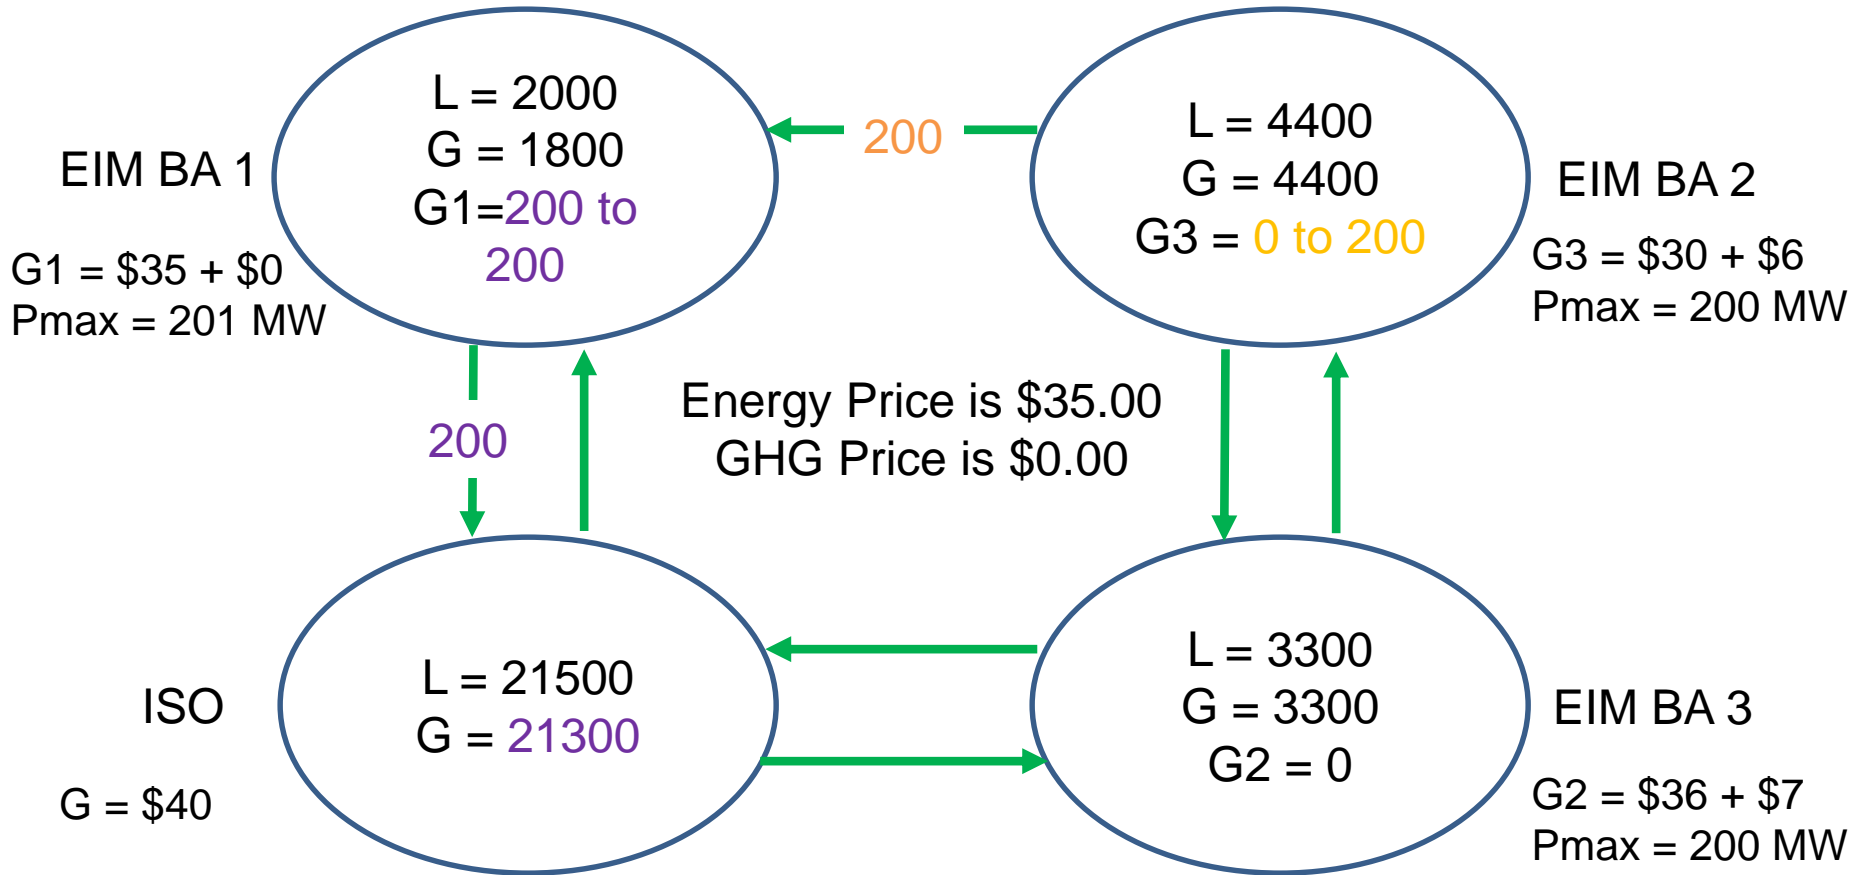 EIM BA 1
L = 2000
G = 1800
G1=200 to
200
G1 = $35 + $0
Pmax = 201 MW
200
L = 4400
G = 4400
G3 = 0 to 200
EIM BA 2
G3 = $30 + $6
Pmax = 200 MW
200
Energy Price is $35.00
GHG Price is $0.00
ISO
L = 21500
G = 21300
G = $40
L = 3300
G = 3300
G2 = 0
EIM BA 3
G2 = $36 + $7
Pmax = 200 MW